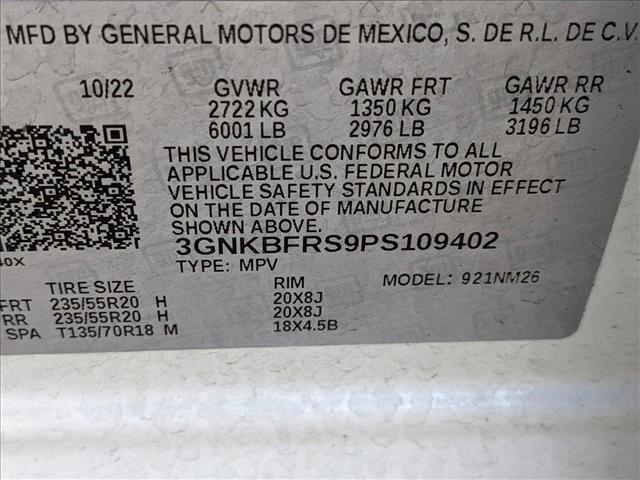 MFD BY GENERAL MOTORS DE MEXICO, S. DE R.L. DE C.V.
10/22 GVWR GAWR FRT GAWR RR
2722 KG 1350 KG 1450 KG
6001 LB 2976 LB 3196 LB
THIS VEHICLE CONFORMS TO ALL
APPLICABLE U.S. FEDERAL MOTOR
VEHICLE SAFETY STANDARDS IN EFFECT
ON THE DATE OF MANUFACTURE
SHOWN ABOVE.
3GNKBFRS9PS109402
TYPE: MPV MODEL: 921NM26
TIRE SIZE RIM
FRT 235/55R20 H 20X8J
RR 235/55R20 H 20X8J
SPA T135/70R18 M 18X4.5B